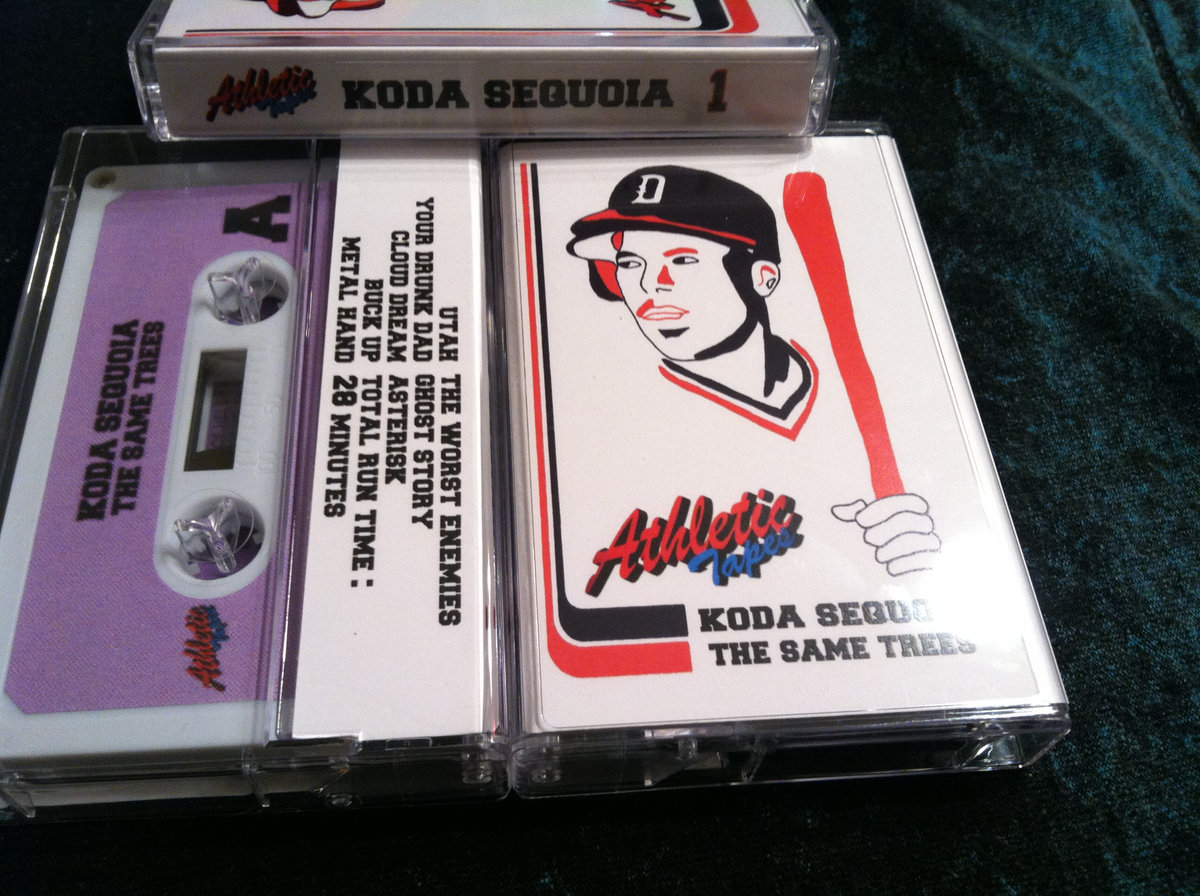 Athletic Tapes KODA SEQUOIA 1
A
KODA SEQUOIA
THE SAME TREES
Athletic Tapes
UTAH THE WORST ENEMIES
YOUR DRUNK DAD GHOST STORY
CLOUD DREAM ASTERISK
BUCK UP TOTAL RUN TIME:
METAL HAND 28 MINUTES
D
Athletic
Tapes
KODA SEQUO
THE SAME TREES